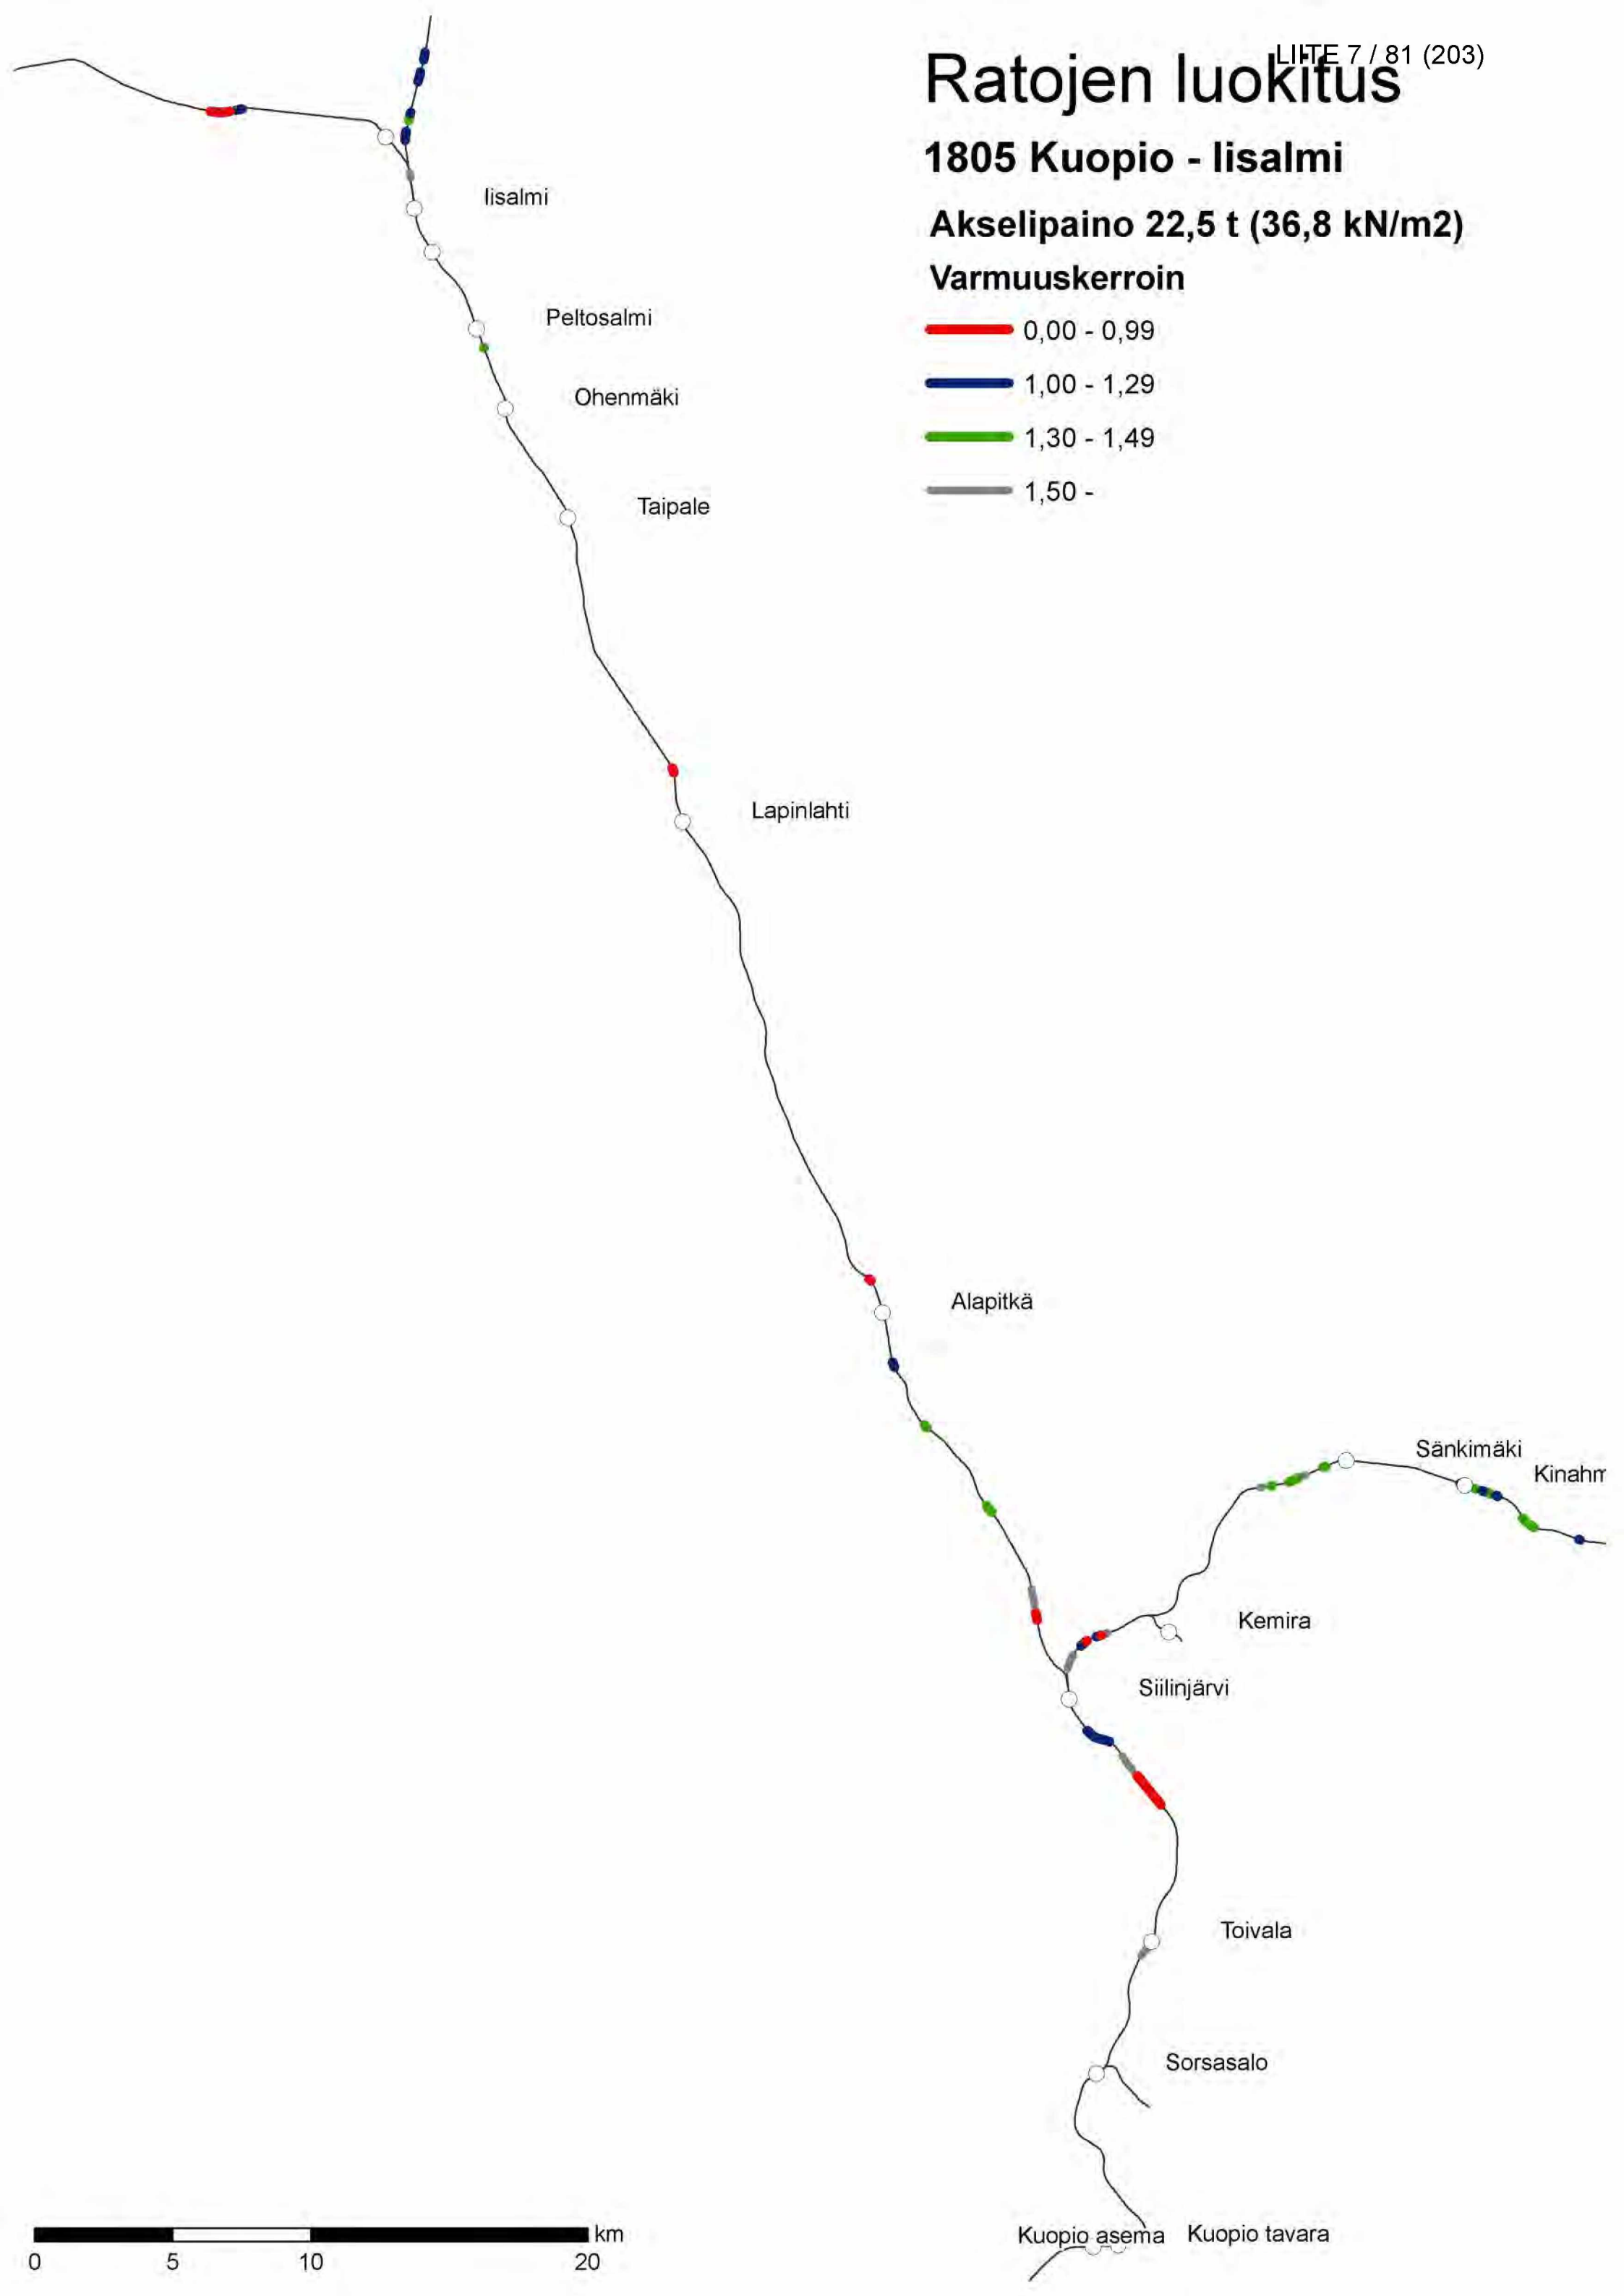 LIITE 7 / 81 (203)
Ratojen luokitus
1805 Kuopio - Iisalmi
Akselipaino 22,5 t (36,8 kN/m2)
Varmuuskerroin
0,00 - 0,99
1,00 - 1,29
1,30 - 1,49
1,50 -
Iisalmi
Peltosalmi
Ohenmäki
Taipale
Lapinlahti
Alapitkä
Sänkimäki
Kinahm
Kemira
Siilinjärvi
Toivala
Sorsasalo
Kuopio asema Kuopio tavara
km
0 5 10 20